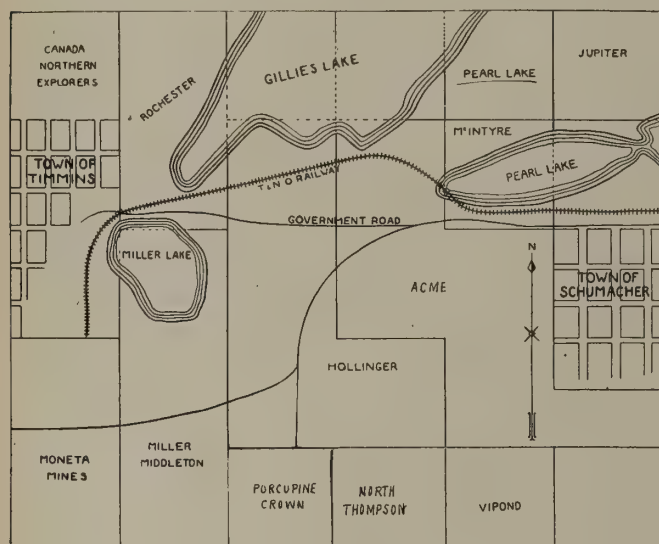 CANADA
NORTHERN
EXPLORERS
ROCHESTER
GILLIES LAKE
PEARL LAKE
JUPITER
TOWN OF
TIMMINS
McINTYRE
PEARL LAKE
T & N O RAILWAY
GOVERNMENT ROAD
MILLER LAKE
N
ACME
TOWN OF
SCHUMACHER
HOLLINGER
MONETA
MINES
MILLER
MIDDLETON
PORCUPINE
CROWN
NORTH
THOMPSON
VIPOND